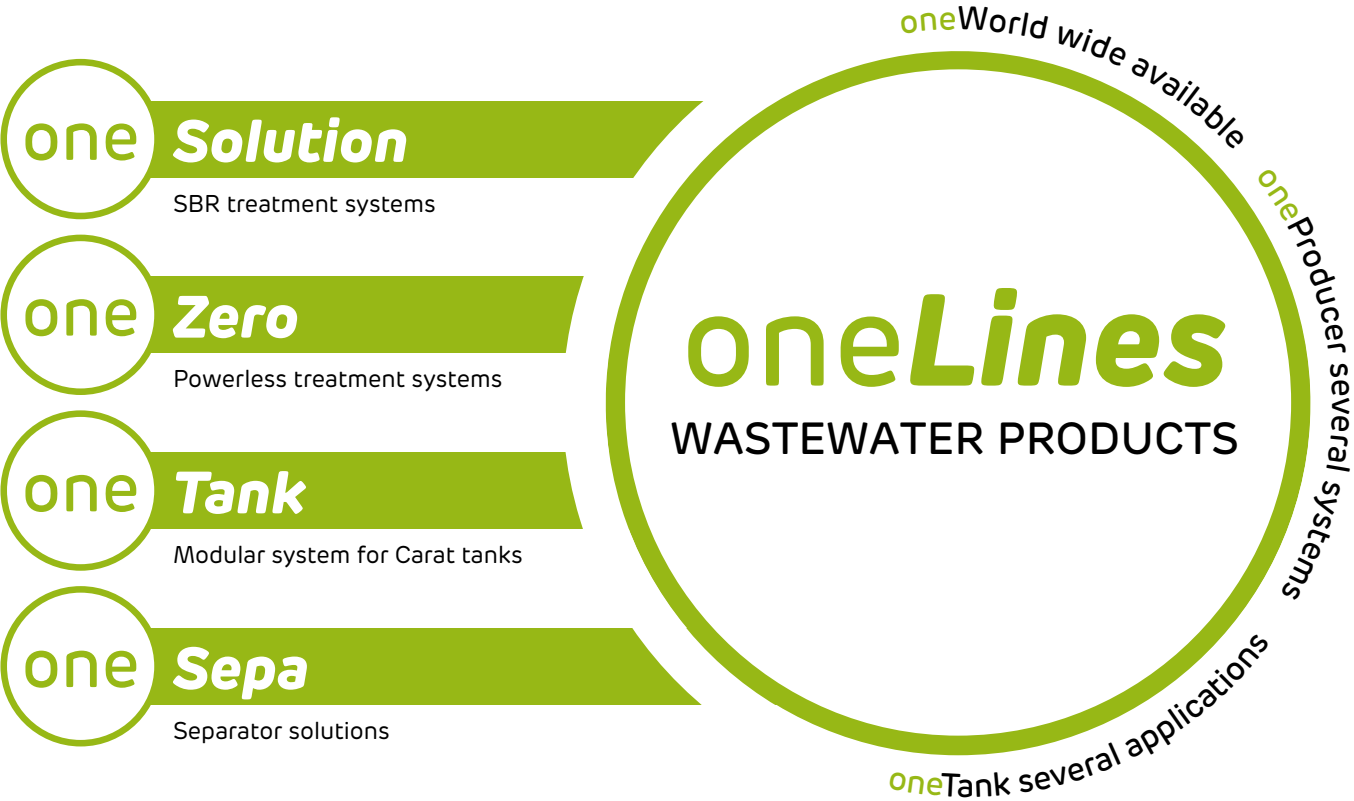 one Solution
SBR treatment systems
one Zero
Powerless treatment systems
one Tank
Modular system for Carat tanks
one Sepa
Separator solutions
oneLines
WASTEWATER PRODUCTS
oneWorld wide available
oneProducer several systems
oneTank several applications